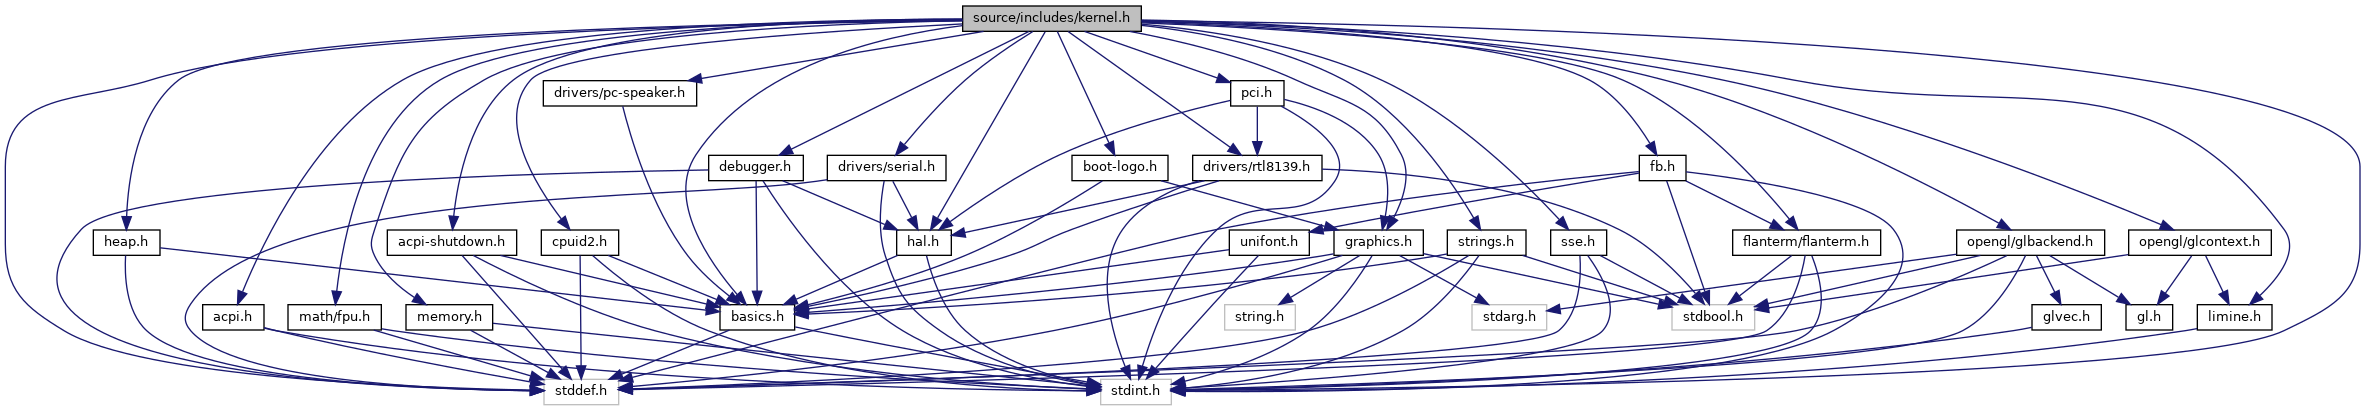 source/includes/kernel.h
drivers/pc-speaker.h
pci.h
debugger.h
drivers/serial.h
boot-logo.h
drivers/rtl8139.h
fb.h
heap.h
acpi-shutdown.h
cpuid2.h
hal.h
unifont.h
graphics.h
strings.h
sse.h
flanterm/flanterm.h
opengl/glbackend.h
opengl/glcontext.h
acpi.h
math/fpu.h
memory.h
basics.h
string.h
stdarg.h
stdbool.h
glvec.h
gl.h
limine.h
stddef.h
stdint.h